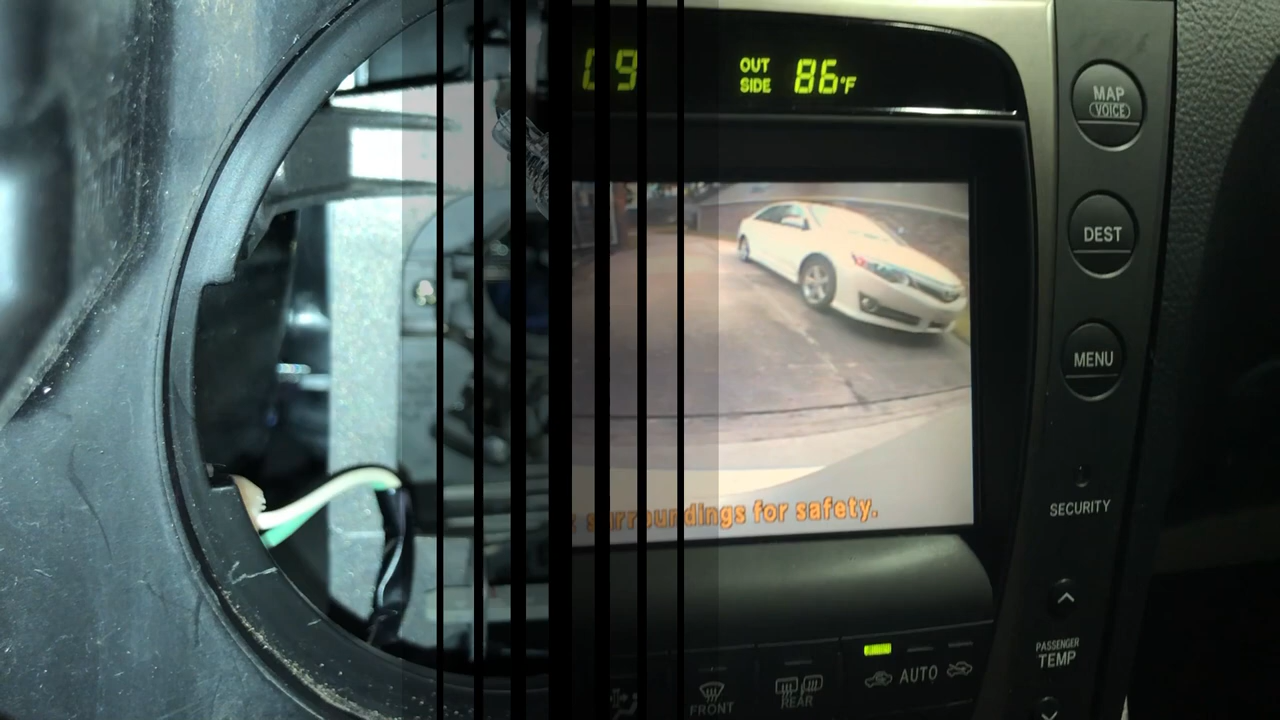 OUT
SIDE 86°F
MAP
VOICE
DEST
MENU
surroundings for safety.
SECURITY
PASSENGER
TEMP
AUTO
FRONT
REAR